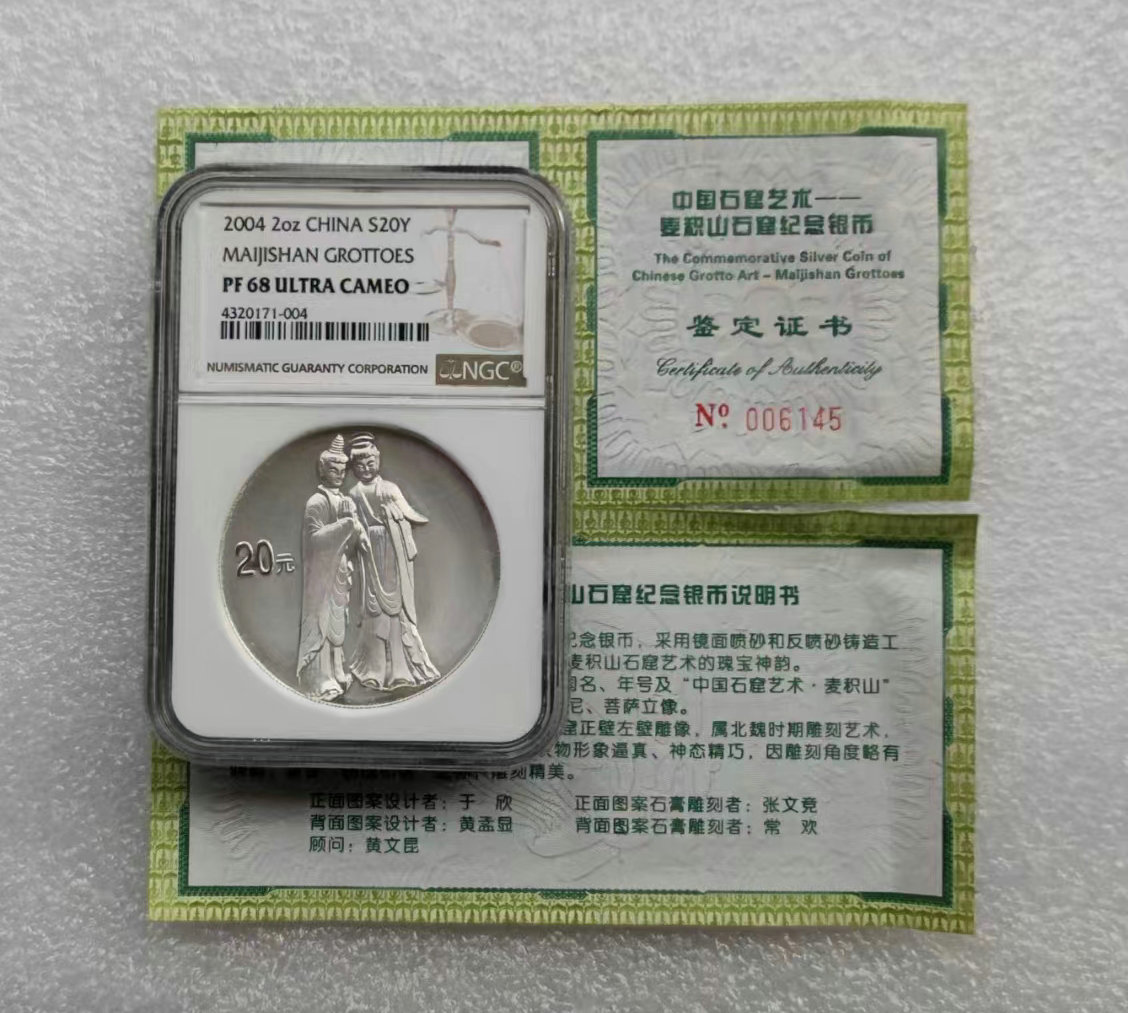 2004 2oz CHINA S20Y
MAIJISHAN GROTTOES
PF 68 ULTRA CAMEO
4320171-004
NUMISMATIC GUARANTY CORPORATION
NGC®
20元
中国石窟艺术——
麦积山石窟纪念银币
The Commemorative Silver Coin of
Chinese Grotto Art – Maijishan Grottoes
鉴定证书
Certificate of Authenticity
Nº 006145
山石窟纪念银币说明书
纪念银币，采用镜面喷砂和反喷砂铸造工
麦积山石窟艺术的瑰宝神韵。
国名、年号及“中国石窟艺术·麦积山”
尼、菩萨立像。
窟正壁左壁雕像，属北魏时期雕刻艺术，
物形象逼真、神态精巧，因雕刻角度略有
雕刻精美。
正面图案设计者：于 欣 正面图案石膏雕刻者：张文竞
背面图案设计者：黄孟显 背面图案石膏雕刻者：常 欢
顾问：黄文昆